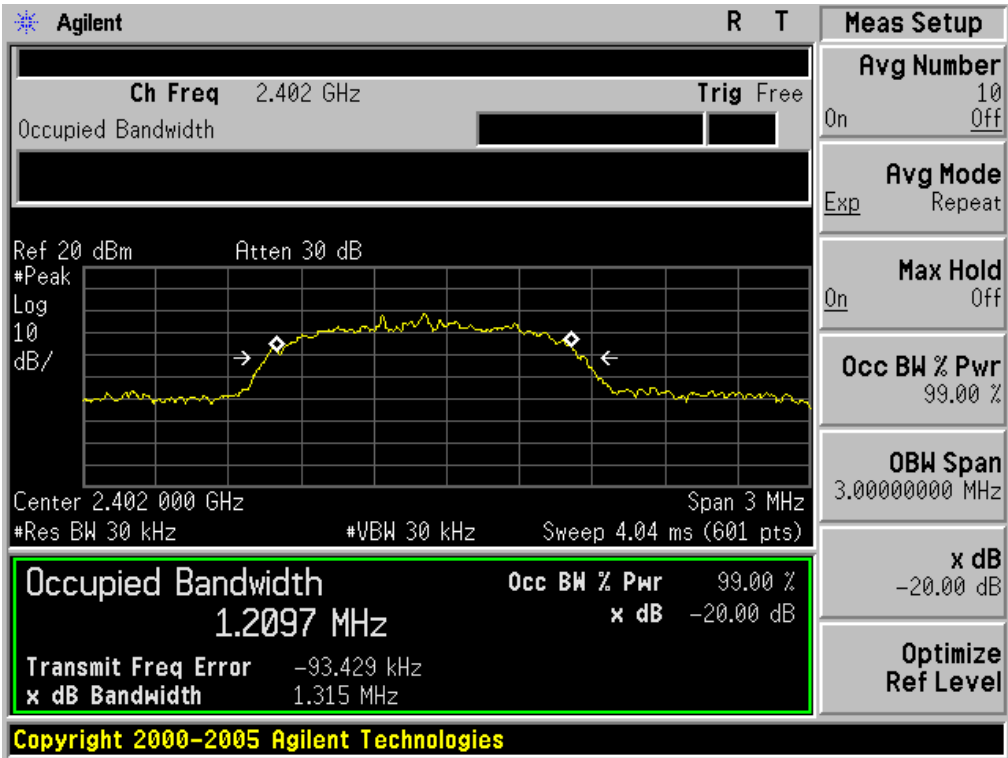 Agilent R T
Meas Setup
Ch Freq 2.402 GHz Trig Free
Occupied Bandwidth
Ref 20 dBm Atten 30 dB
#Peak
Log
10
dB/
Center 2.402 000 GHz Span 3 MHz
#Res BW 30 kHz #VBW 30 kHz Sweep 4.04 ms (601 pts)
Occupied Bandwidth Occ BW % Pwr 99.00 %
1.2097 MHz x dB -20.00 dB
Transmit Freq Error -93.429 kHz
x dB Bandwidth 1.315 MHz
Avg Number
10
On Off
Avg Mode
Exp Repeat
Max Hold
On Off
Occ BW % Pwr
99.00 %
OBW Span
3.00000000 MHz
x dB
-20.00 dB
Optimize
Ref Level
Copyright 2000-2005 Agilent Technologies